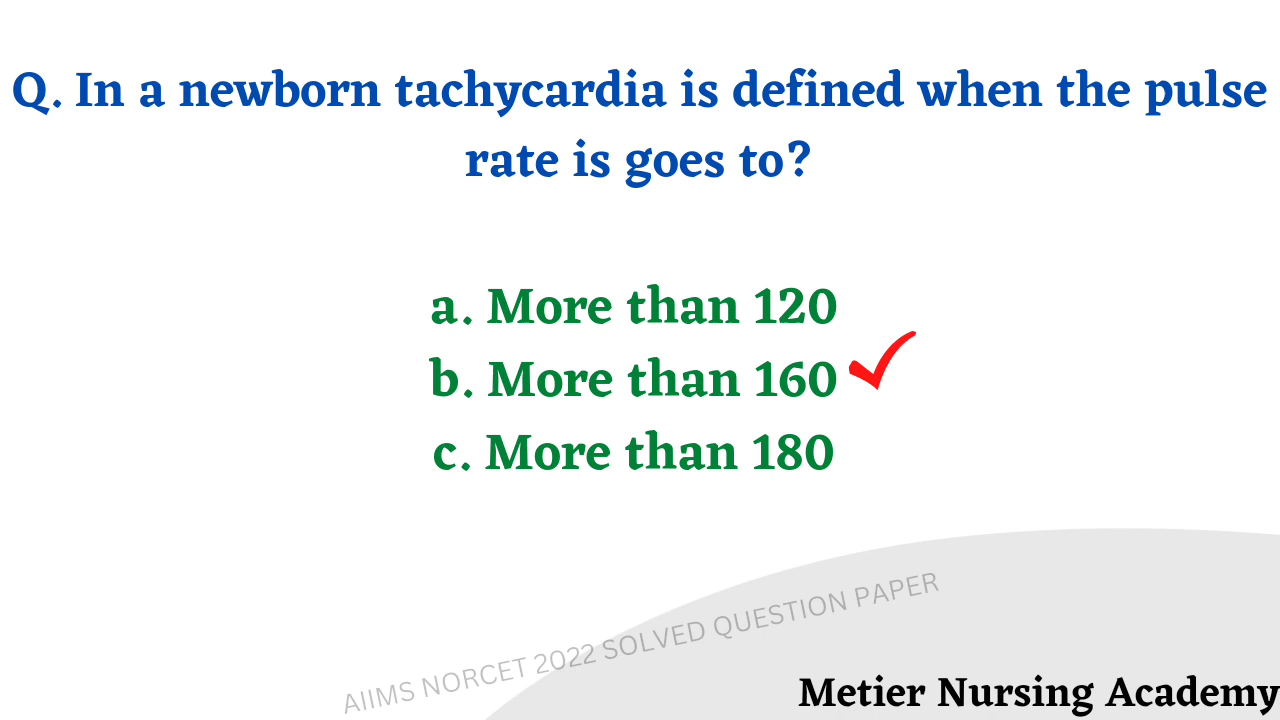 Q. In a newborn tachycardia is defined when the pulse
rate is goes to?
a. More than 120
b. More than 160
c. More than 180
AIIMS NORCET 2022 SOLVED QUESTION PAPER
Metier Nursing Academy